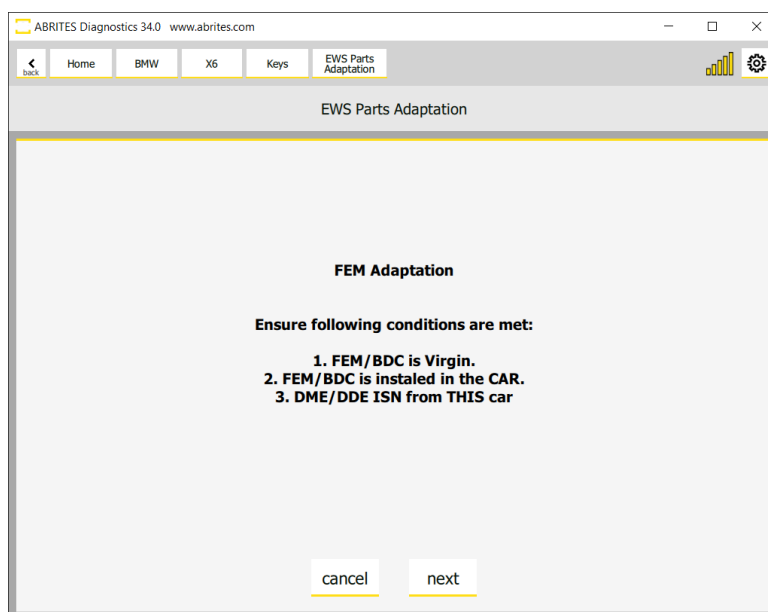 ABRITES Diagnostics 34.0 www.abrites.com
back
Home
BMW
X6
Keys
EWS Parts
Adaptation
EWS Parts Adaptation
FEM Adaptation
Ensure following conditions are met:
1. FEM/BDC is Virgin.
2. FEM/BDC is instaled in the CAR.
3. DME/DDE ISN from THIS car
cancel
next